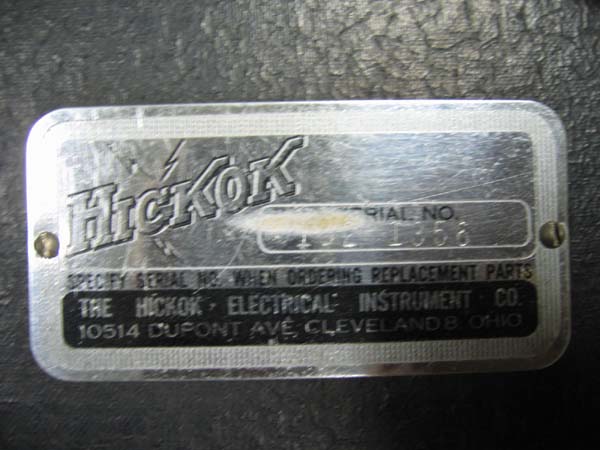 HICKOK
SERIAL NO.
SPECIFY SERIAL NO. WHEN ORDERING REPLACEMENT PARTS
THE HICKOK ELECTRICAL INSTRUMENT CO.
10514 DUPONT AVE. CLEVELAND 8, OHIO